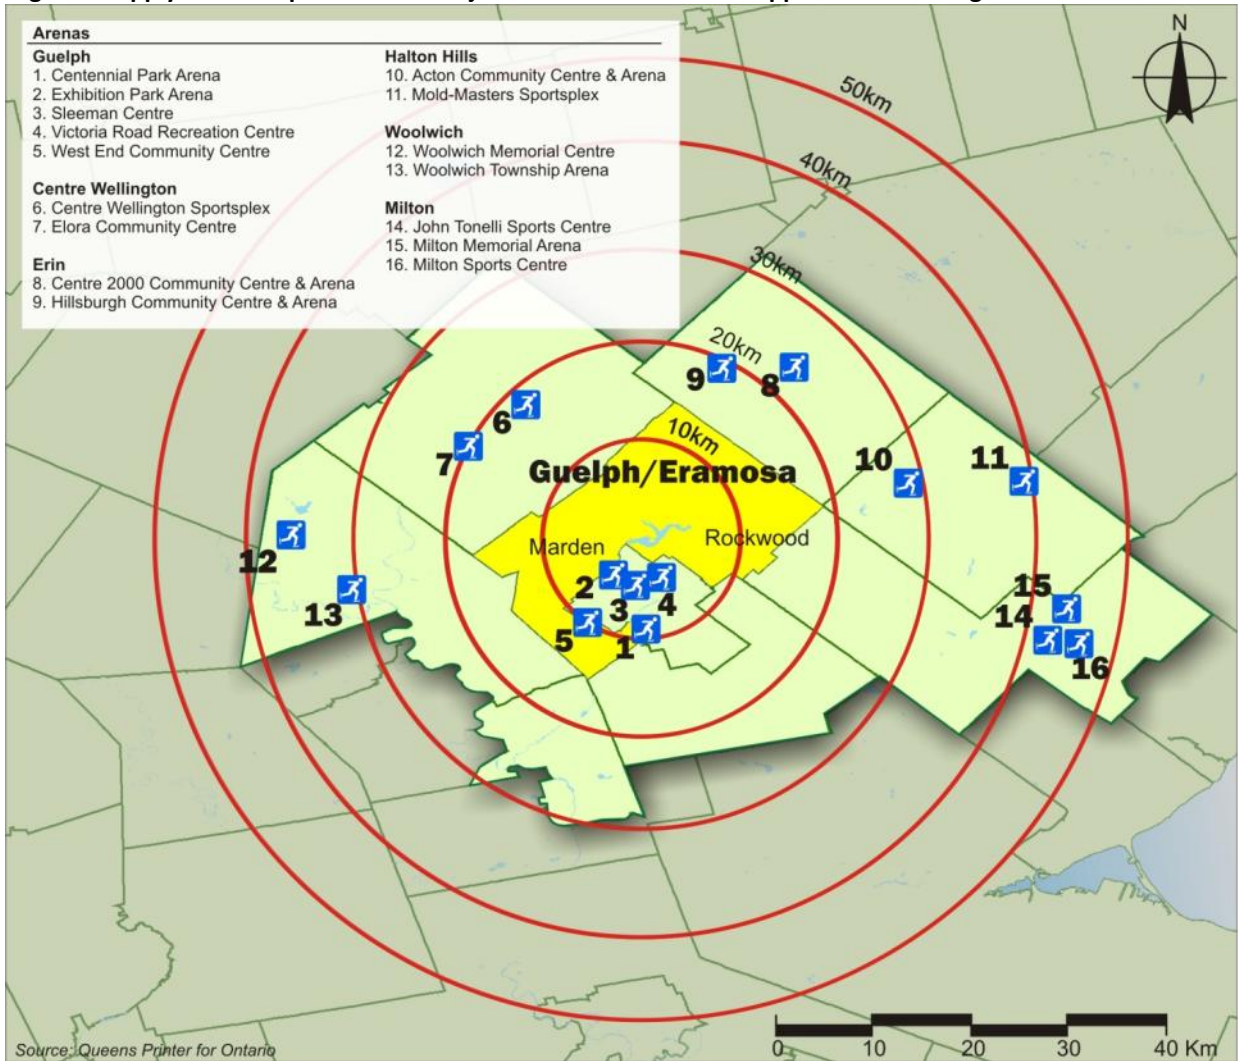 Arenas
Guelph
1. Centennial Park Arena
2. Exhibition Park Arena
3. Sleeman Centre
4. Victoria Road Recreation Centre
5. West End Community Centre
Centre Wellington
6. Centre Wellington Sportsplex
7. Elora Community Centre
Erin
8. Centre 2000 Community Centre & Arena
9. Hillsburgh Community Centre & Arena
Halton Hills
10. Acton Community Centre & Arena
11. Mold-Masters Sportsplex
Woolwich
12. Woolwich Memorial Centre
13. Woolwich Township Arena
Milton
14. John Tonelli Sports Centre
15. Milton Memorial Arena
16. Milton Sports Centre
N
50km
40km
30km
20km
9
8
6
10km
7
Guelph/Eramosa
10
11
Marden
Rockwood
12
2
3
4
13
15
14
5
1
16
0 10 20 30 40 Km
Source: Queens Printer for Ontario